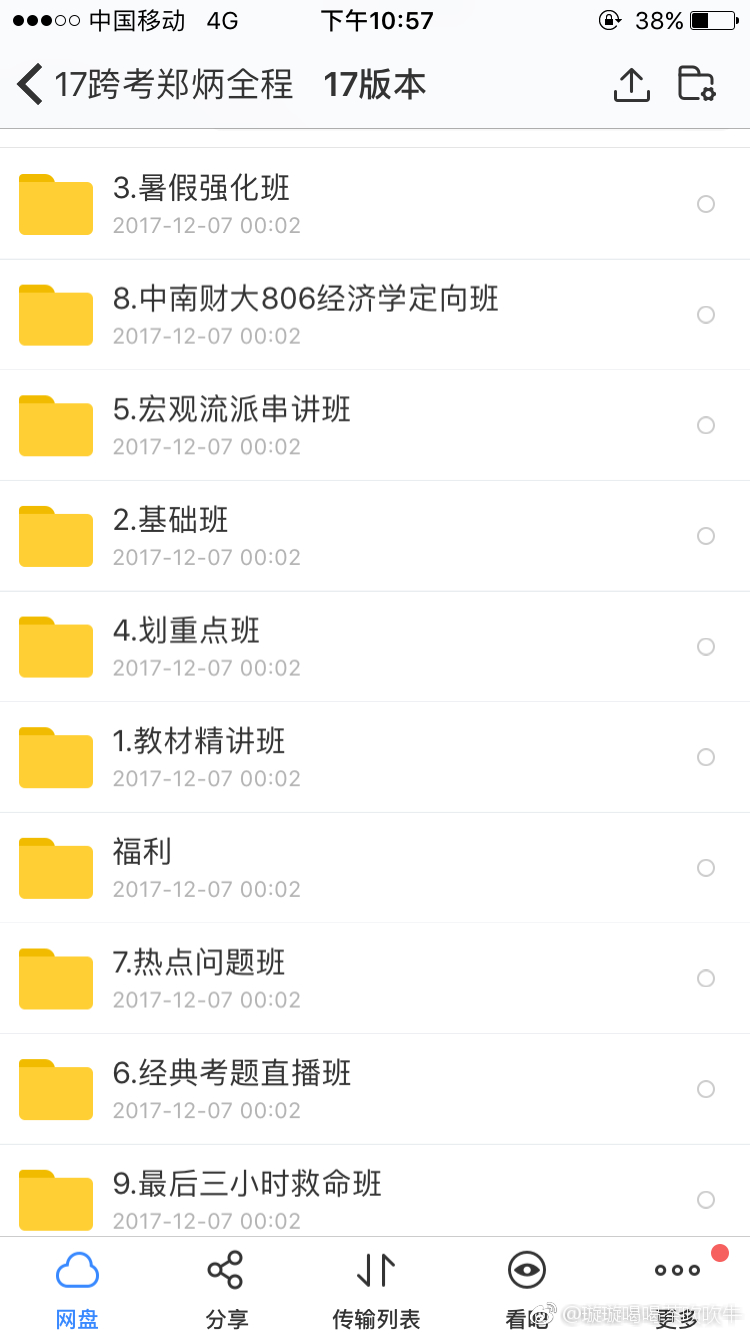 中国移动 4G 下午10:57 38%
17跨考郑炳全程 17版本
3.暑假强化班
2017-12-07 00:02
8.中南财大806经济学定向班
2017-12-07 00:02
5.宏观流派串讲班
2017-12-07 00:02
2.基础班
2017-12-07 00:02
4.划重点班
2017-12-07 00:02
1.教材精讲班
2017-12-07 00:02
福利
2017-12-07 00:02
7.热点问题班
2017-12-07 00:02
6.经典考题直播班
2017-12-07 00:02
9.最后三小时救命班
2017-12-07 00:02
网盘 分享 传输列表 看吧 更多